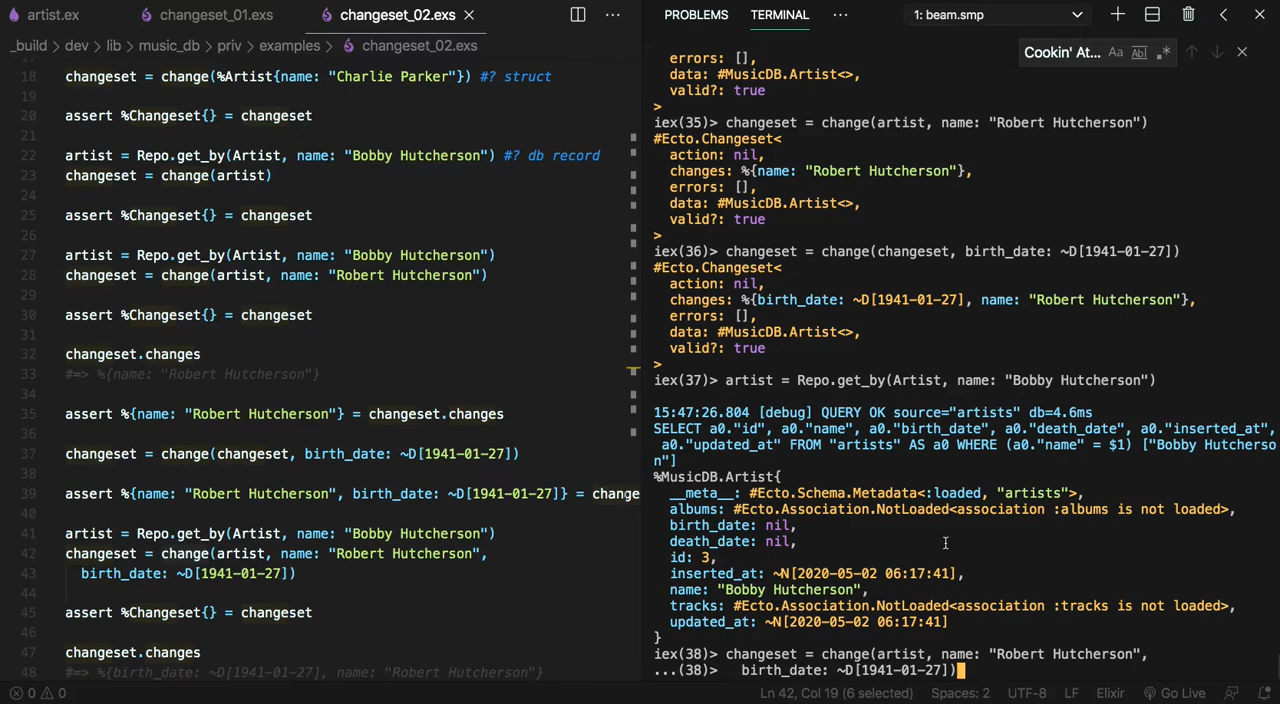 artist.ex changeset_01.exs changeset_02.exs
_build > dev > lib > music_db > priv > examples > changeset_02.exs
18 changeset = change(%Artist{name: "Charlie Parker"}) #? struct
19
20 assert %Changeset{} = changeset
21
22 artist = Repo.get_by(Artist, name: "Bobby Hutcherson") #? db record
23 changeset = change(artist)
24
25 assert %Changeset{} = changeset
26
27 artist = Repo.get_by(Artist, name: "Bobby Hutcherson")
28 changeset = change(artist, name: "Robert Hutcherson")
29
30 assert %Changeset{} = changeset
31
32 changeset.changes
33 #=> %{name: "Robert Hutcherson"}
34
35 assert %{name: "Robert Hutcherson"} = changeset.changes
36
37 changeset = change(changeset, birth_date: ~D[1941-01-27])
38
39 assert %{name: "Robert Hutcherson", birth_date: ~D[1941-01-27]} = change
40
41 artist = Repo.get_by(Artist, name: "Bobby Hutcherson")
42 changeset = change(artist, name: "Robert Hutcherson",
43 birth_date: ~D[1941-01-27])
44
45 assert %Changeset{} = changeset
46
47 changeset.changes
48 #=> %{birth_date: ~D[1941-01-27], name: "Robert Hutcherson"}
PROBLEMS TERMINAL ··· 1: beam.smp
Cookin' At... Aa Abl .*
errors: [],
data: #MusicDB.Artist<>,
valid?: true
>
iex(35)> changeset = change(artist, name: "Robert Hutcherson")
#Ecto.Changeset<
action: nil,
changes: %{name: "Robert Hutcherson"},
errors: [],
data: #MusicDB.Artist<>,
valid?: true
>
iex(36)> changeset = change(changeset, birth_date: ~D[1941-01-27])
#Ecto.Changeset<
action: nil,
changes: %{birth_date: ~D[1941-01-27], name: "Robert Hutcherson"},
errors: [],
data: #MusicDB.Artist<>,
valid?: true
>
iex(37)> artist = Repo.get_by(Artist, name: "Bobby Hutcherson")
15:47:26.804 [debug] QUERY OK source="artists" db=4.6ms
SELECT a0."id", a0."name", a0."birth_date", a0."death_date", a0."inserted_at",
a0."updated_at" FROM "artists" AS a0 WHERE (a0."name" = $1) ["Bobby Hutcherso
n"]
%MusicDB.Artist{
__meta__: #Ecto.Schema.Metadata<:loaded, "artists">,
albums: #Ecto.Association.NotLoaded<association :albums is not loaded>,
birth_date: nil,
death_date: nil,
id: 3,
inserted_at: ~N[2020-05-02 06:17:41],
name: "Bobby Hutcherson",
tracks: #Ecto.Association.NotLoaded<association :tracks is not loaded>,
updated_at: ~N[2020-05-02 06:17:41]
}
iex(38)> changeset = change(artist, name: "Robert Hutcherson",
...(38)> birth_date: ~D[1941-01-27])
0 0 Ln 42, Col 19 (6 selected) Spaces: 2 UTF-8 LF Elixir Go Live